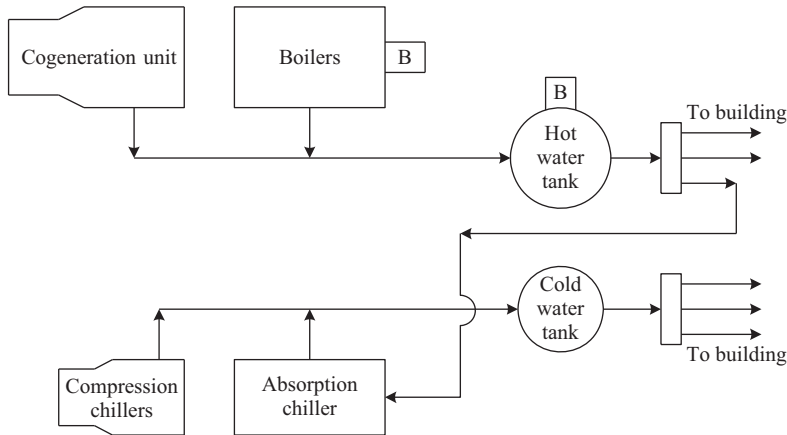 Cogeneration unit
Boilers
B
B
Hot
water
tank
To building
Cold
water
tank
To building
Compression
chillers
Absorption
chiller